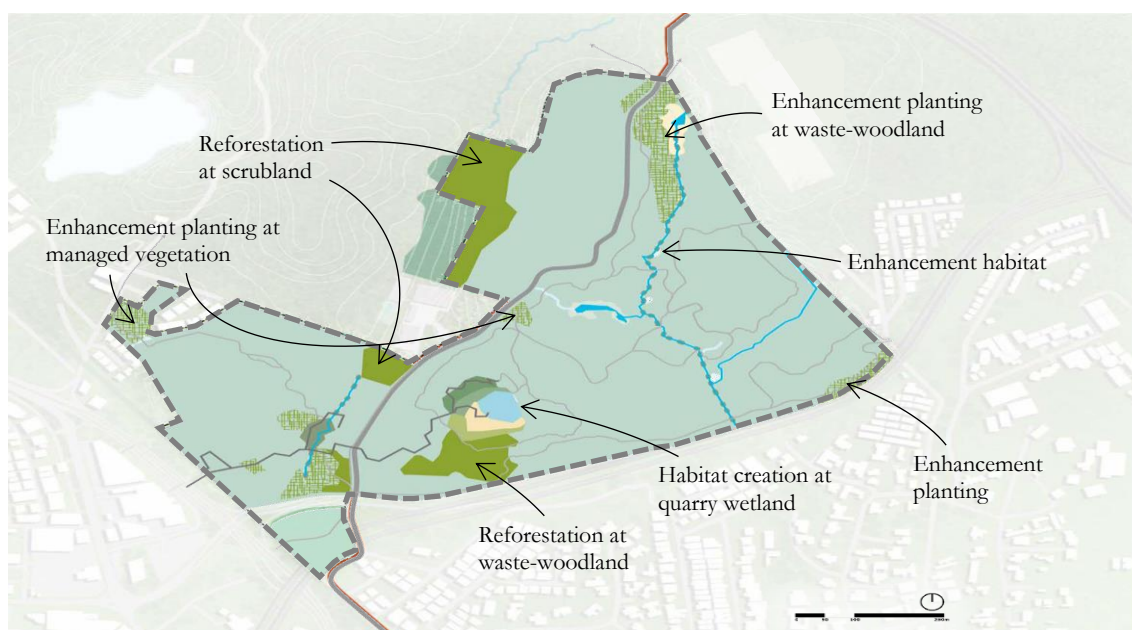 Enhancement planting
at waste-woodland
Reforestation
at scrubland
Enhancement planting at
managed vegetation
Enhancement habitat
Habitat creation at
quarry wetland
Enhancement
planting
Reforestation at
waste-woodland